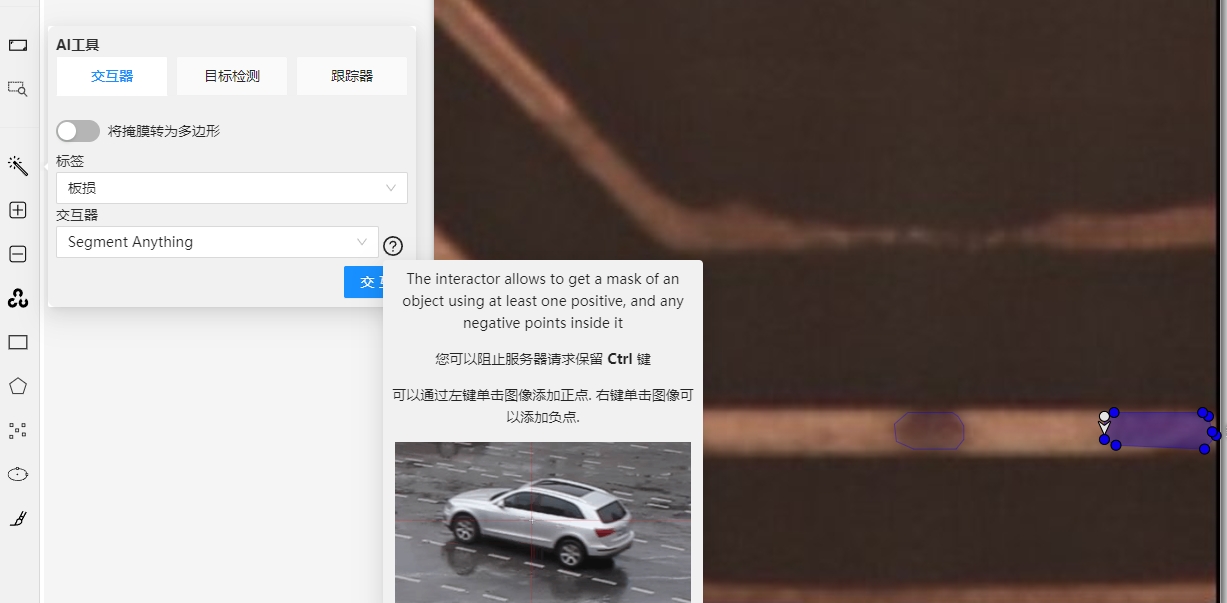 AI工具
交互器
目标检测
跟踪器
将掩膜转为多边形
标签
板损
交互器
Segment Anything
?
交
The interactor allows to get a mask of an
object using at least one positive, and any
negative points inside it
您可以阻止服务器请求保留 Ctrl 键
可以通过左键单击图像添加正点. 右键单击图像可
以添加负点.